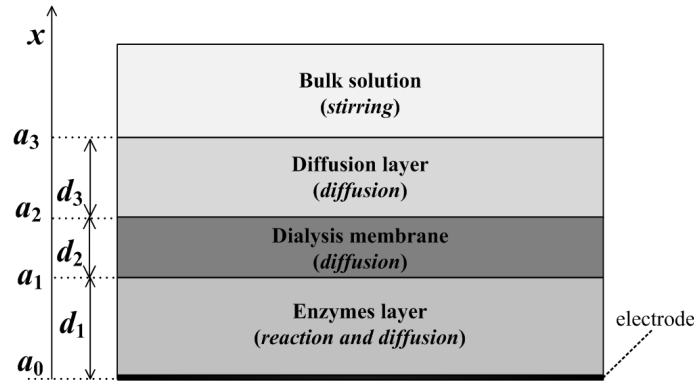 x
Bulk solution
(stirring)
a3
Diffusion layer
(diffusion)
d3
a2
Dialysis membrane
(diffusion)
d2
a1
Enzymes layer
(reaction and diffusion)
d1
electrode
a0